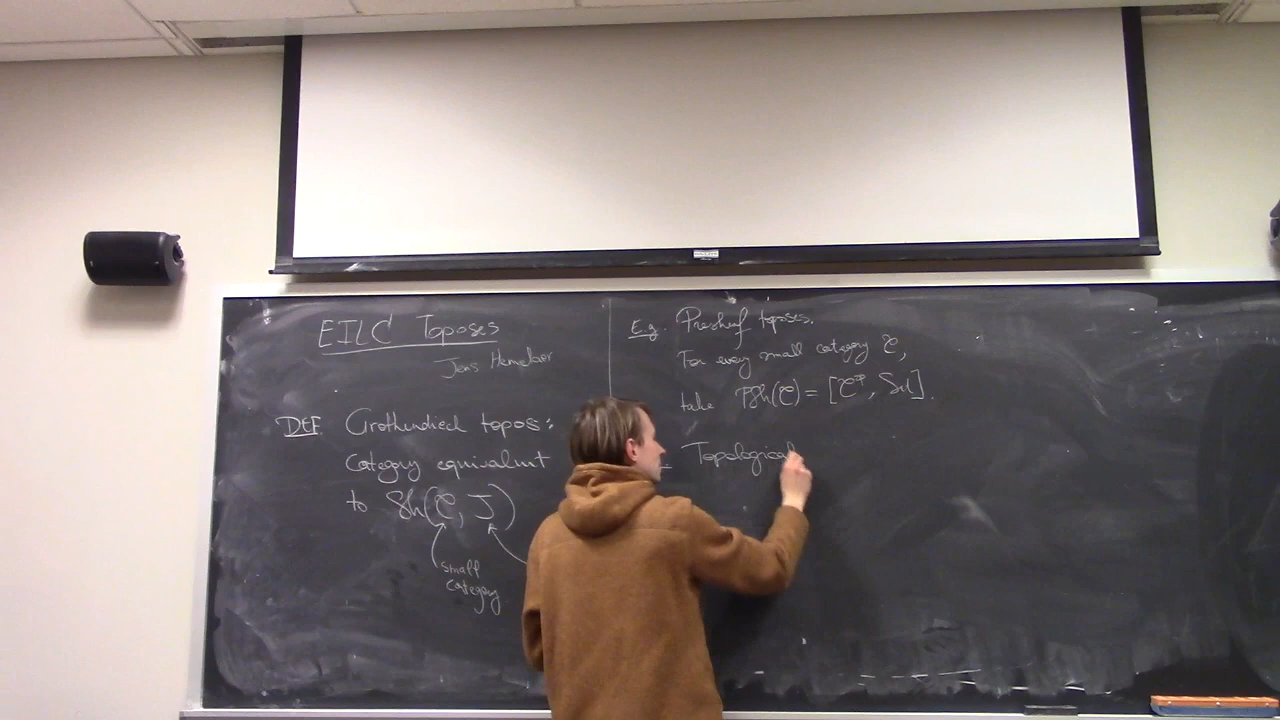 EILC Toposes
Jens Hemelaer
DEF Grothendieck topos:
Category equivalent
to Sh(C, J)
small
category
E.g. Presheaf toposes.
For every small category C,
take PSh(C) = [C^op, Set].
Topological